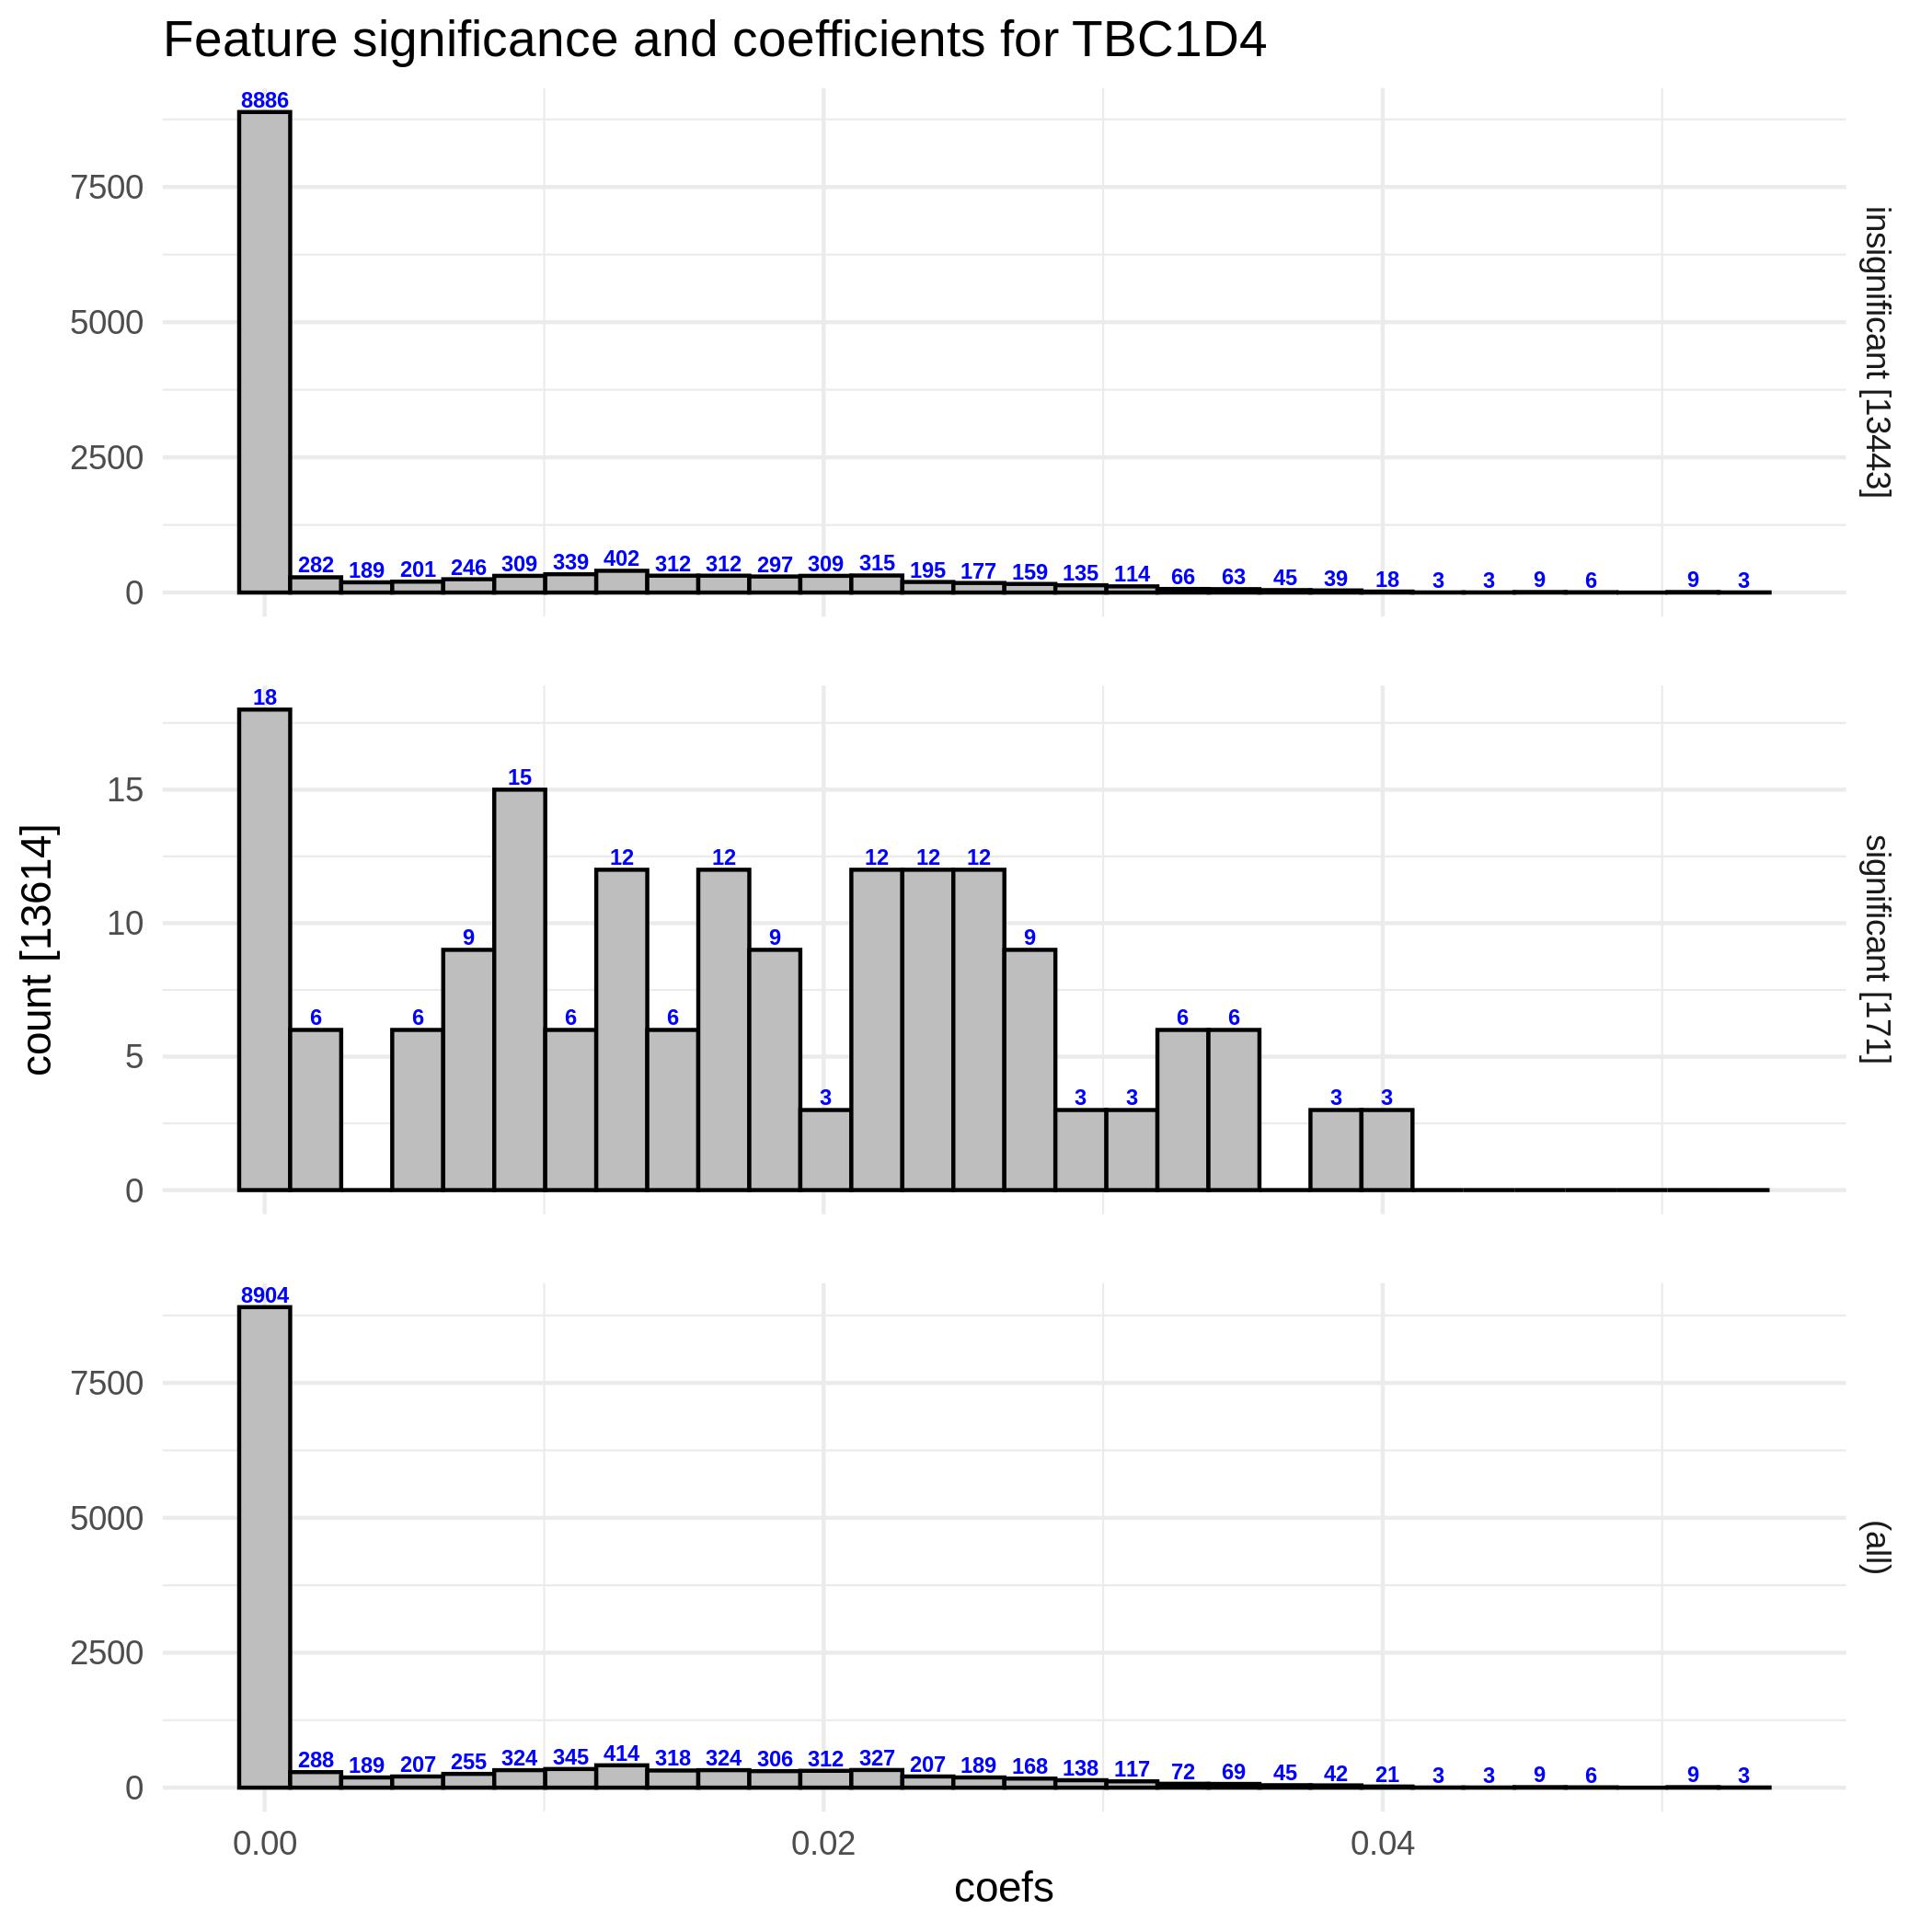 Feature significance and coefficients for TBC1D4
8886
7500
5000
2500
0
282 189 201 246 309 339 402 312 312 297 309 315 195 177 159 135 114 66 63 45 39 18 3 3 9 6 9 3
insignificant [13443]
count [13614]
18
15
10
5
0
6 6 9 15 6 12 6 12 9 3 12 12 12 9 3 3 6 6 3 3
significant [171]
8904
7500
5000
2500
0
288 189 207 255 324 345 414 318 324 306 312 327 207 189 168 138 117 72 69 45 42 21 3 3 9 6 9 3
(all)
0.00 0.02 0.04
coefs